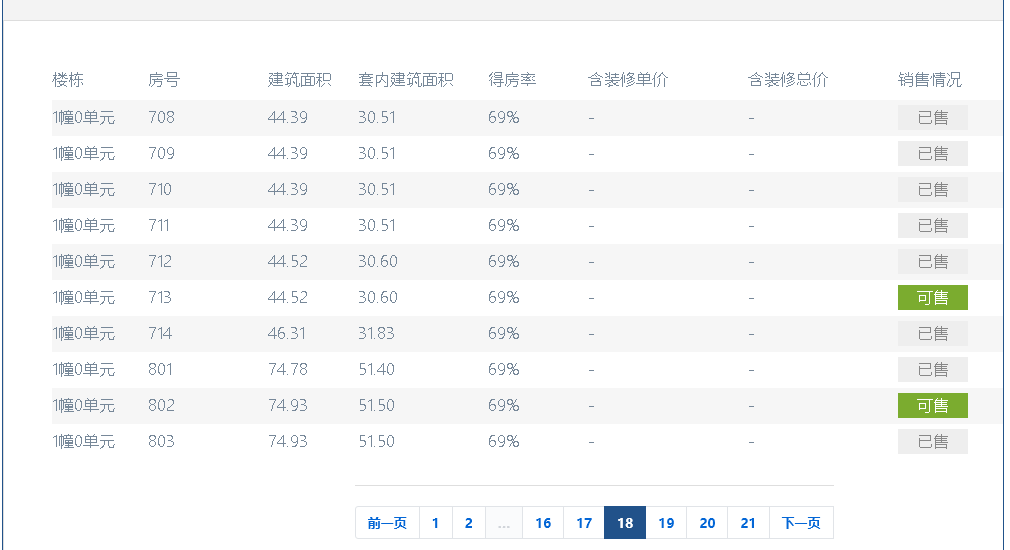 楼栋 房号 建筑面积 套内建筑面积 得房率 含装修单价 含装修总价 销售情况
1幢0单元 708 44.39 30.51 69% - - 已售
1幢0单元 709 44.39 30.51 69% - - 已售
1幢0单元 710 44.39 30.51 69% - - 已售
1幢0单元 711 44.39 30.51 69% - - 已售
1幢0单元 712 44.52 30.60 69% - - 已售
1幢0单元 713 44.52 30.60 69% - - 可售
1幢0单元 714 46.31 31.83 69% - - 已售
1幢0单元 801 74.78 51.40 69% - - 已售
1幢0单元 802 74.93 51.50 69% - - 可售
1幢0单元 803 74.93 51.50 69% - - 已售
前一页 1 2 ... 16 17 18 19 20 21 下一页